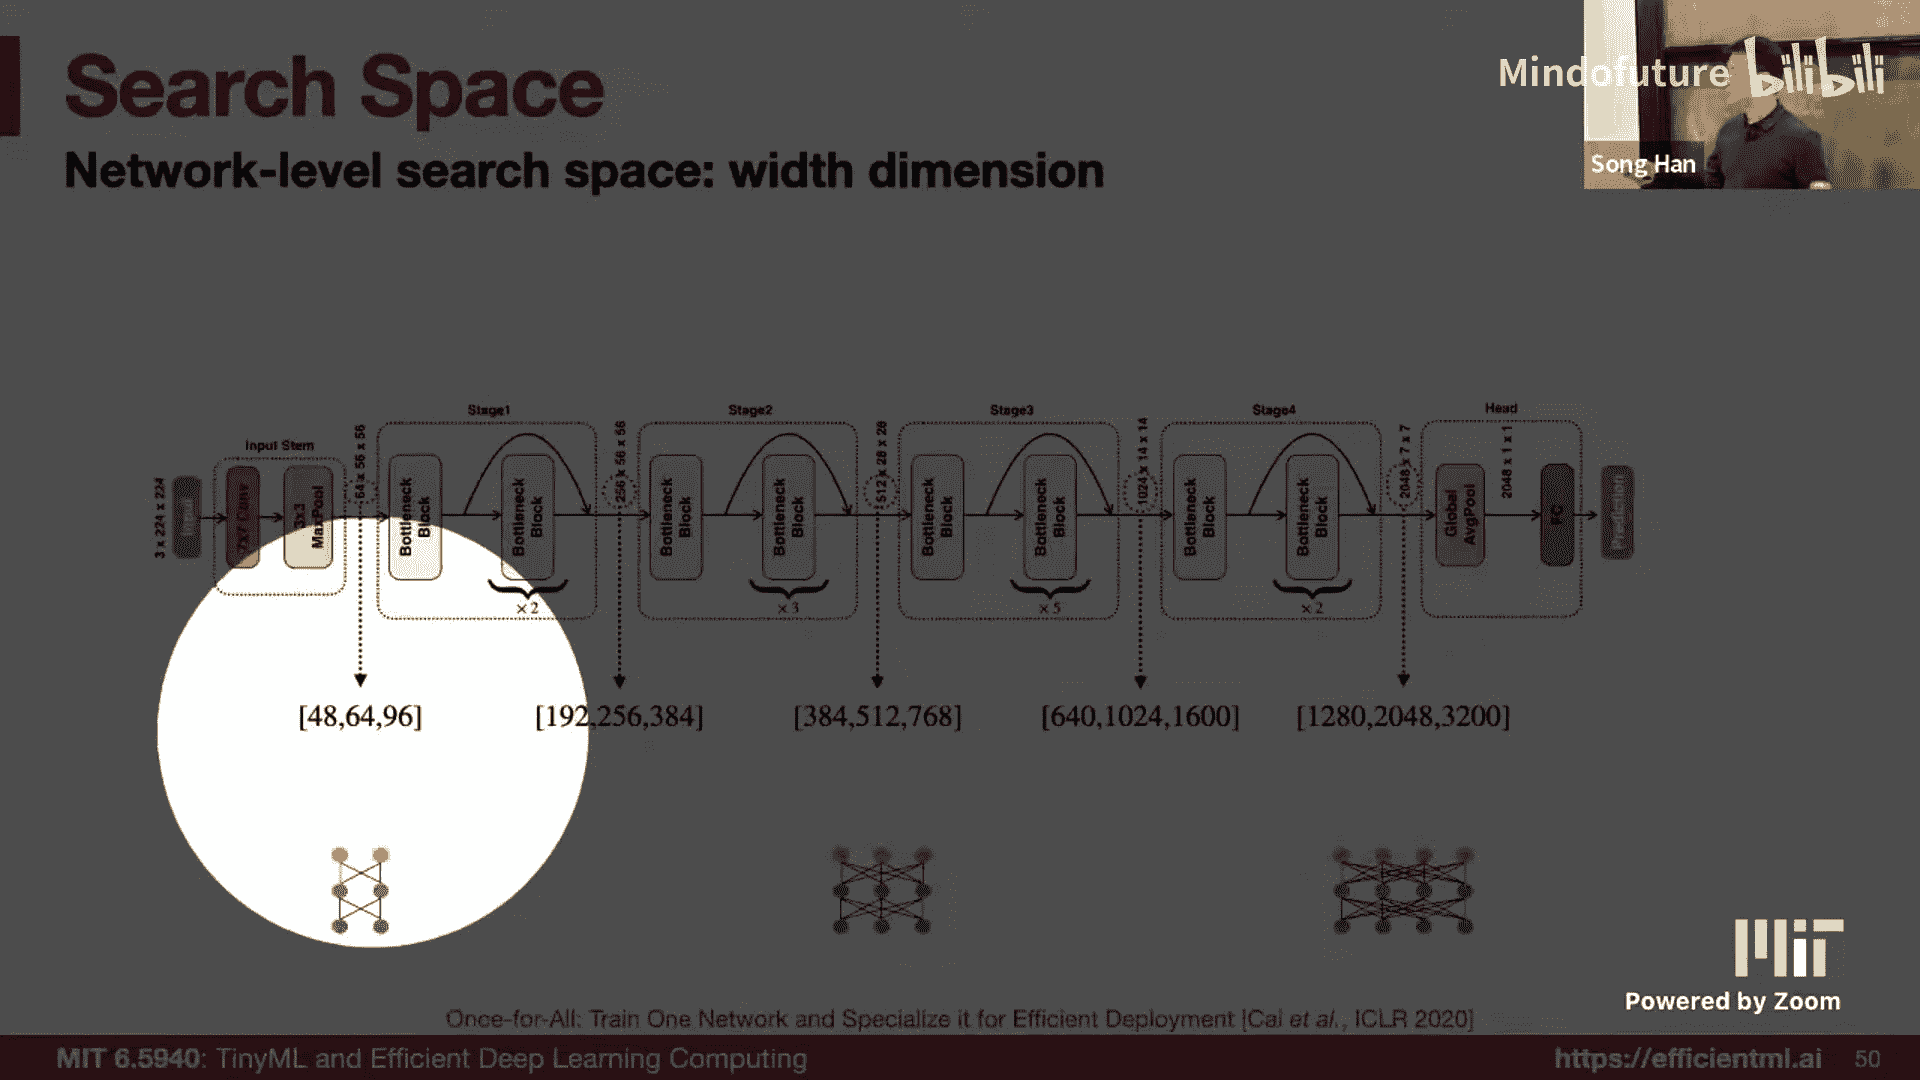 Search Space
Network-level search space: width dimension
Mindofuture bilibili
Song Han
Input Stem
Stage1
Stage2
Stage3
Stage4
Head
3 x 224 x 224
Input
7x7 Conv
3x3
MaxPool
64 x 56 x 56
Bottleneck
Block
Bottleneck
Block
× 2
256 x 56 x 56
Bottleneck
Block
Bottleneck
Block
× 3
512 x 28 x 28
Bottleneck
Block
Bottleneck
Block
× 5
1024 x 14 x 14
Bottleneck
Block
Bottleneck
Block
× 2
2048 x 7 x 7
Global
AvgPool
2048 x 1 x 1
FC
Prediction
[48,64,96]
[192,256,384]
[384,512,768]
[640,1024,1600]
[1280,2048,3200]
MIT
Powered by Zoom
Once-for-All: Train One Network and Specialize it for Efficient Deployment [Cai et al., ICLR 2020]
MIT 6.5940: TinyML and Efficient Deep Learning Computing
https://efficientml.ai
50